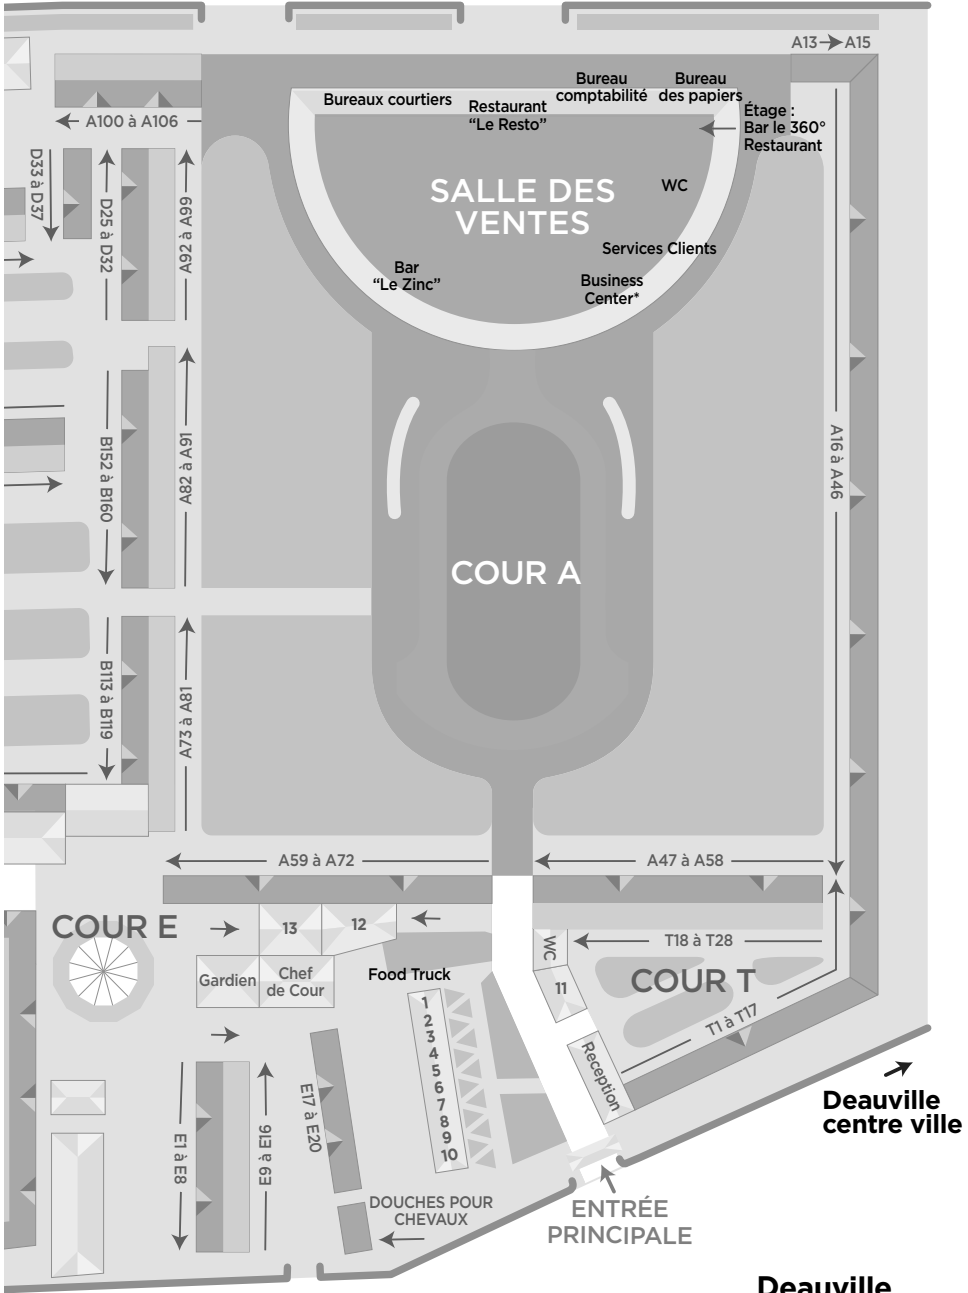 A13
A15
Bureaux courtiers
Restaurant
“Le Resto”
Bureau
comptabilité
Bureau
des papiers
Étage :
Bar le 360°
Restaurant
A100 à A106
D33 à D37
D25 à D32
A92 à A99
SALLE DES
VENTES
WC
Services Clients
Bar
“Le Zinc”
Business
Center*
B152 à B160
A82 à A91
A16 à A46
COUR A
B113 à B119
A73 à A81
A59 à A72
A47 à A58
COUR E
13
12
WC
T18 à T28
Gardien
Chef
de Cour
Food Truck
11
COUR T
T1 à T17
1
2
3
4
5
6
7
8
9
10
Reception
E17 à E20
E1 à E8
E9 à E16
Deauville
centre ville
DOUCHES POUR
CHEVAUX
ENTRÉE
PRINCIPALE
Deauville